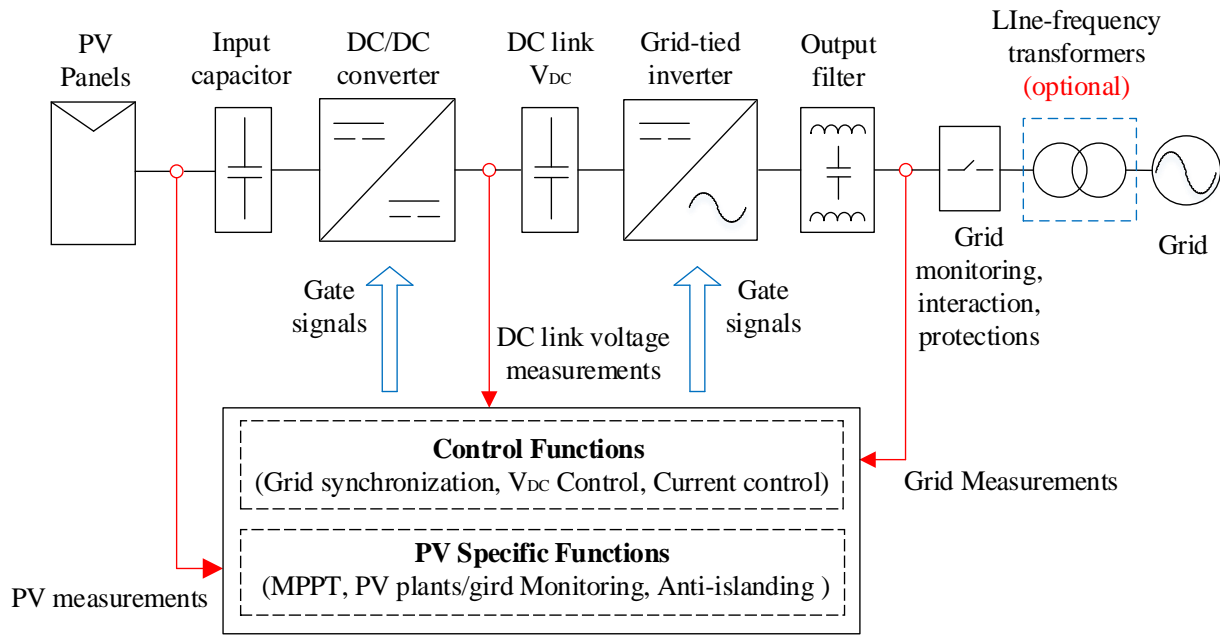 PV
Panels
Input
capacitor
DC/DC
converter
DC link
VDC
Grid-tied
inverter
Output
filter
LIne-frequency
transformers
(optional)
Grid
Grid
monitoring,
interaction,
protections
Gate
signals
DC link voltage
measurements
Gate
signals
Control Functions
(Grid synchronization, VDC Control, Current control)
Grid Measurements
PV Specific Functions
(MPPT, PV plants/gird Monitoring, Anti-islanding )
PV measurements